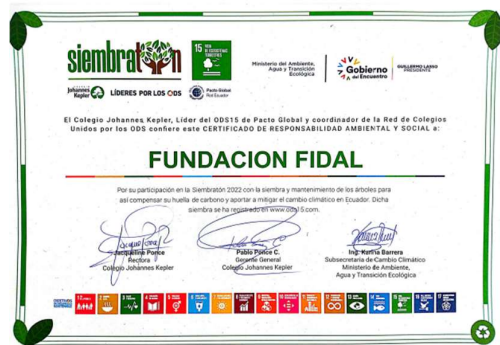 siembratón
15 VIDA DE ECOSISTEMAS TERRESTRES
Ministerio del Ambiente,
Agua y Transición
Ecológica
Gobierno
del Encuentro
GUILLERMO LASSO
PRESIDENTE
Johannes
Kepler
LÍDERES POR LOS ODS
Pacto Global
Red Ecuador
El Colegio Johannes Kepler, Líder del ODS15 de Pacto Global y coordinador de la Red de Colegios
Unidos por los ODS confiere este CERTIFICADO DE RESPONSABILIDAD AMBIENTAL Y SOCIAL a:
FUNDACION FIDAL
Por su participación en la Siembratón 2022 con la siembra y mantenimiento de los árboles para
así compensar su huella de carbono y aportar a mitigar el cambio climático en Ecuador. Dicha
siembra se ha registrado en www.ods15.com.
Jacqueline Ponce
Rectora
Colegio Johannes Kepler
Pablo Ponce C.
Gerente General
Colegio Johannes Kepler
Ing. Karina Barrera
Subsecretaria de Cambio Climático
Ministerio de Ambiente,
Agua y Transición Ecológica